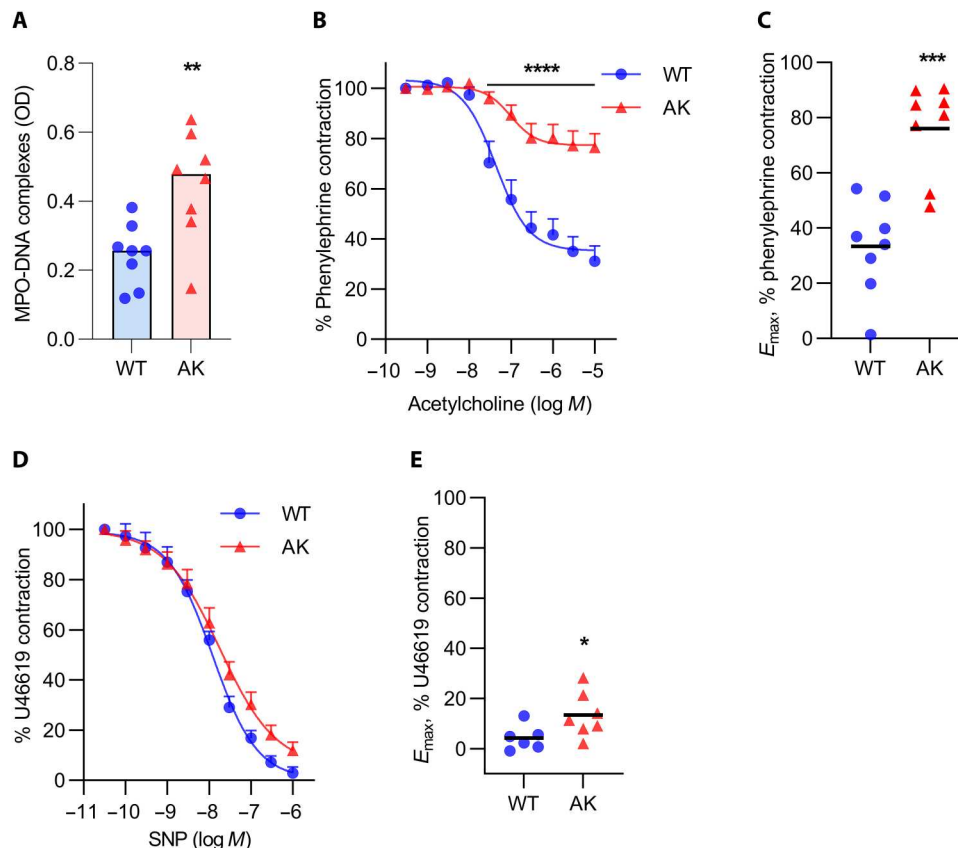 A
MPO-DNA complexes (OD)
0.8
0.6
0.4
0.2
0.0
**
WT
AK
B
% Phenylephrine contraction
100
80
60
40
20
0
****
WT
AK
–10
–9
–8
–7
–6
–5
Acetylcholine (log M)
C
Emax, % phenylephrine contraction
100
80
60
40
20
0
***
WT
AK
D
% U46619 contraction
100
80
60
40
20
0
WT
AK
–11
–10
–9
–8
–7
–6
SNP (log M)
E
Emax, % U46619 contraction
100
80
60
40
20
0
*
WT
AK